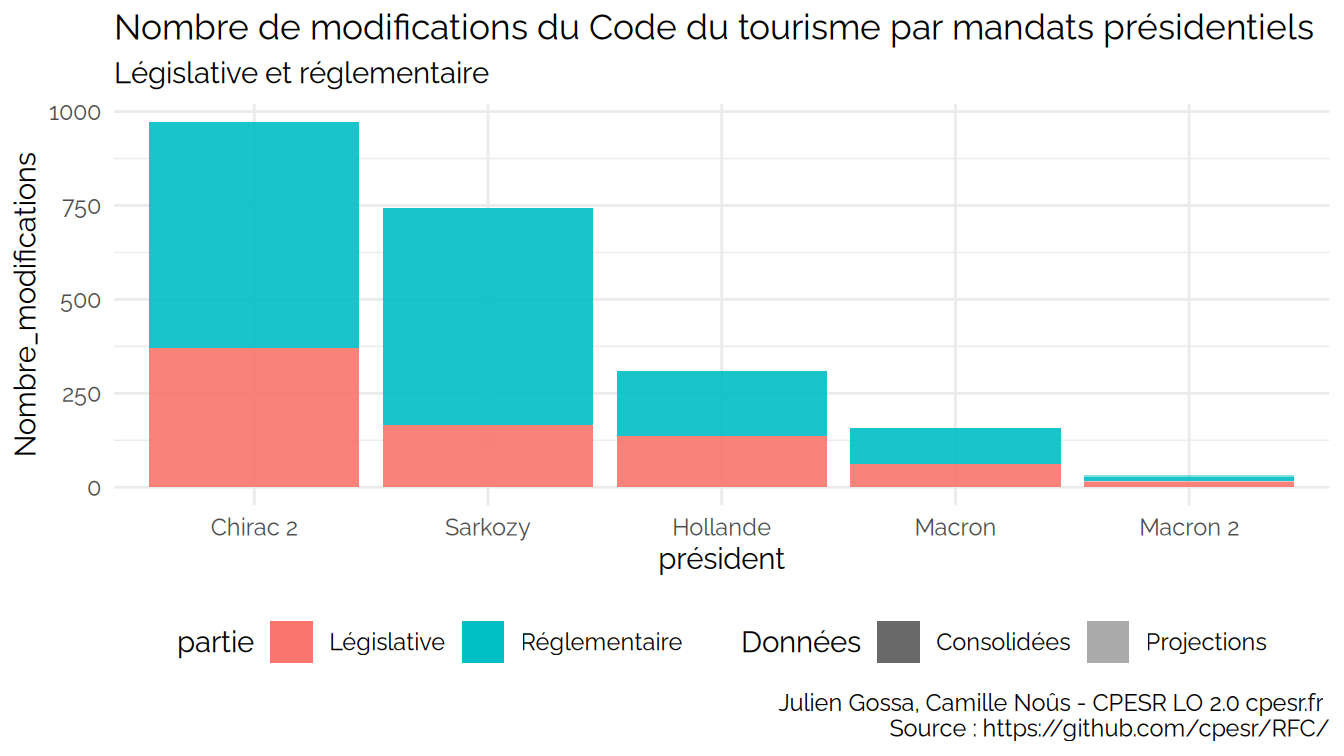 Nombre de modifications du Code du tourisme par mandats présidentiels
Législative et réglementaire
Nombre_modifications
1000
750
500
250
0
Chirac 2 Sarkozy Hollande Macron Macron 2
président
partie Législative Réglementaire Données Consolidées Projections
Julien Gossa, Camille Noûs - CPESR LO 2.0 cpesr.fr
Source : https://github.com/cpesr/RFC/